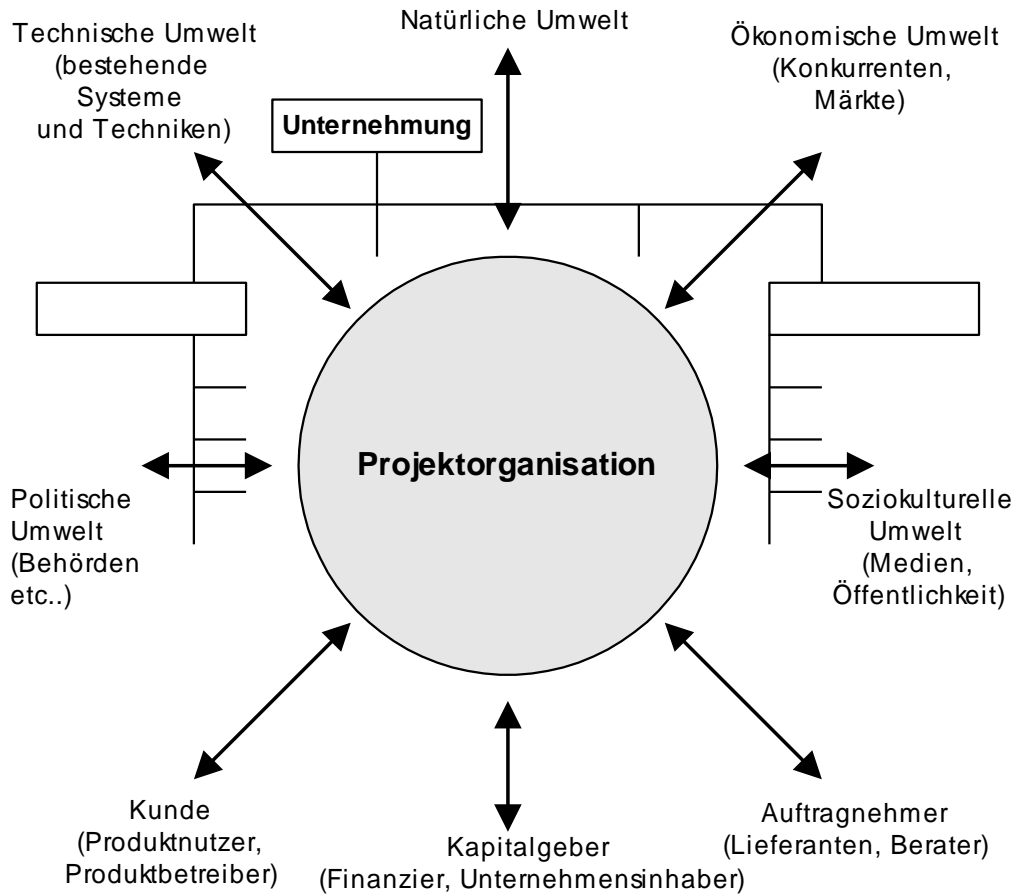 Technische Umwelt
(bestehende
Systeme
und Techniken)
Natürliche Umwelt
Ökonomische Umwelt
(Konkurrenten,
Märkte)
Unternehmung
Projektorganisation
Politische
Umwelt
(Behörden
etc..)
Soziokulturelle
Umwelt
(Medien,
Öffentlichkeit)
Kunde
(Produktnutzer,
Produktbetreiber)
Kapitalgeber
(Finanzier, Unternehmensinhaber)
Auftragnehmer
(Lieferanten, Berater)